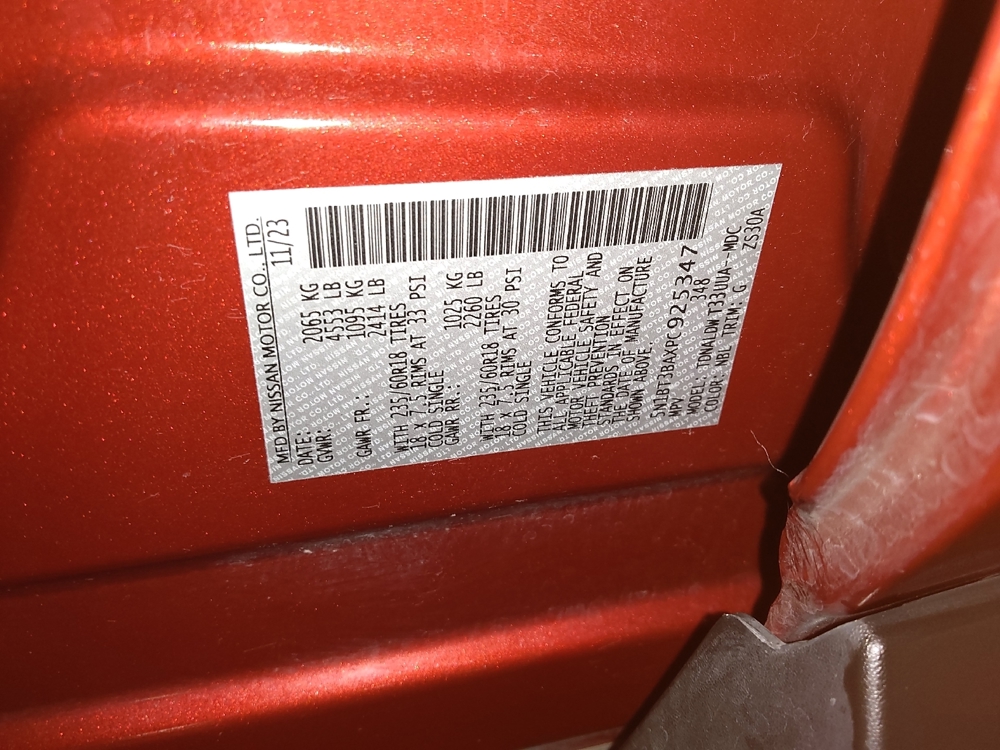 MFD BY NISSAN MOTOR CO., LTD.
DATE: 11/23
GVWR: 2065 KG
4553 LB
GAWR FR.: 1095 KG
2414 LB
WITH 235/60R18 TIRES
18 X 7.5 RIMS AT 33 PSI
COLD SINGLE
GAWR RR.: 1025 KG
2260 LB
WITH 235/60R18 TIRES
18 X 7.5 RIMS AT 30 PSI
COLD SINGLE
THIS VEHICLE CONFORMS TO
ALL APPLICABLE FEDERAL
MOTOR VEHICLE SAFETY AND
THEFT PREVENTION
STANDARDS IN EFFECT ON
THE DATE OF MANUFACTURE
SHOWN ABOVE.
5N1BT3BAXPC925347
MPV 348
MODEL: TDNALDWT33UUA--MDC
COLOR: NBL TRIM G ZS30A